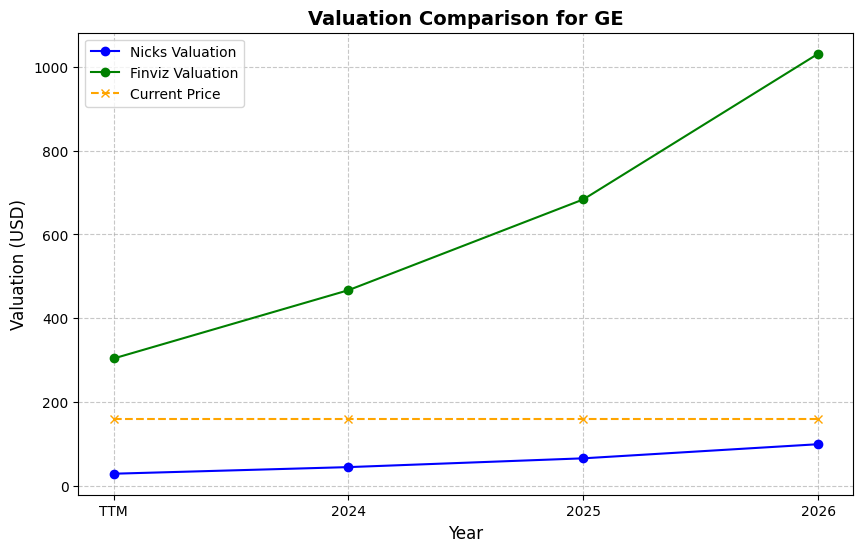 Valuation Comparison for GE
Nicks Valuation
Finviz Valuation
Current Price
Valuation (USD)
1000
800
600
400
200
0
TTM 2024 2025 2026
Year